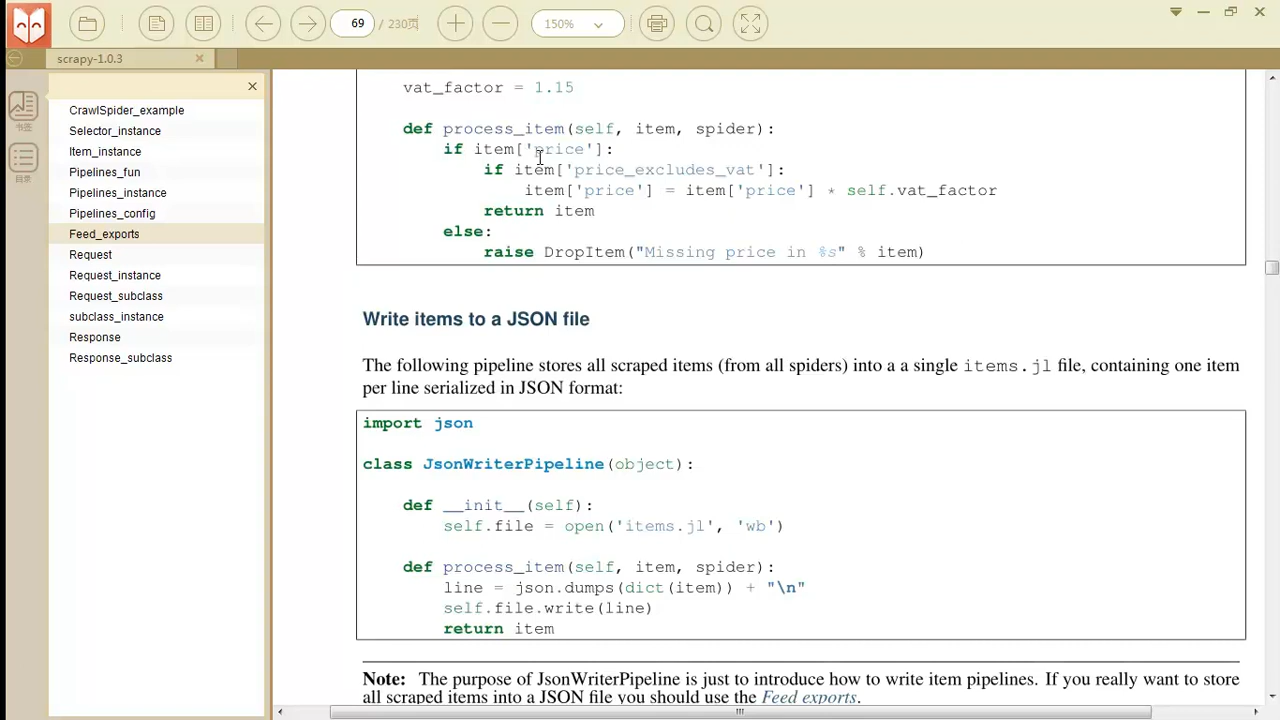 69 / 230页
150%
scrapy-1.0.3
书签
目录
CrawlSpider_example
Selector_instance
Item_instance
Pipelines_fun
Pipelines_instance
Pipelines_config
Feed_exports
Request
Request_instance
Request_subclass
subclass_instance
Response
Response_subclass
vat_factor = 1.15
def process_item(self, item, spider):
if item['price']:
if item['price_excludes_vat']:
item['price'] = item['price'] * self.vat_factor
return item
else:
raise DropItem("Missing price in %s" % item)
Write items to a JSON file
The following pipeline stores all scraped items (from all spiders) into a a single items.jl file, containing one item
per line serialized in JSON format:
import json
class JsonWriterPipeline(object):
def __init__(self):
self.file = open('items.jl', 'wb')
def process_item(self, item, spider):
line = json.dumps(dict(item)) + "\n"
self.file.write(line)
return item
Note: The purpose of JsonWriterPipeline is just to introduce how to write item pipelines. If you really want to store
all scraped items into a JSON file you should use the Feed exports.